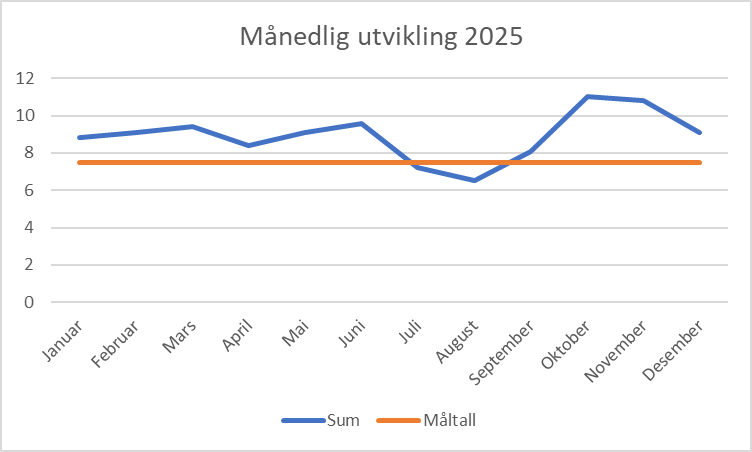 Månedlig utvikling 2025
12
10
8
6
4
2
0
Januar
Februar
Mars
April
Mai
Juni
Juli
August
September
Oktober
November
Desember
Sum
Måltall